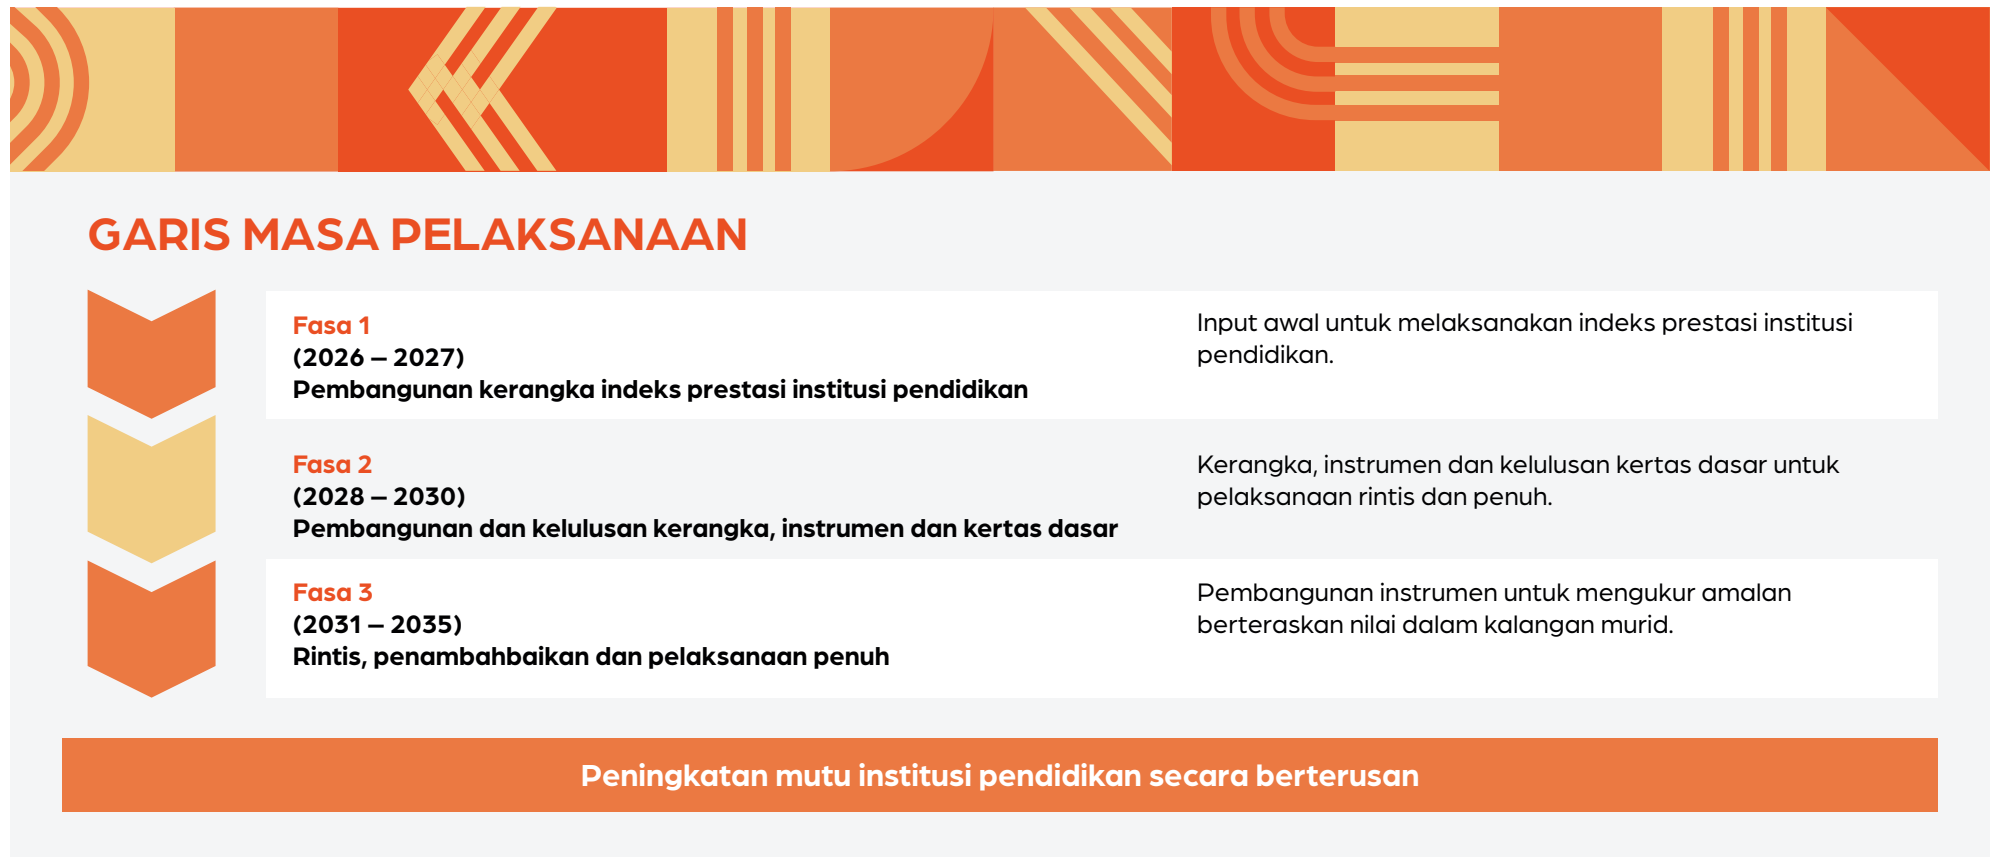 GARIS MASA PELAKSANAAN
Fasa 1
(2026 – 2027)
Pembangunan kerangka indeks prestasi institusi pendidikan
Input awal untuk melaksanakan indeks prestasi institusi
pendidikan.
Fasa 2
(2028 – 2030)
Pembangunan dan kelulusan kerangka, instrumen dan kertas dasar
Kerangka, instrumen dan kelulusan kertas dasar untuk
pelaksanaan rintis dan penuh.
Fasa 3
(2031 – 2035)
Rintis, penambahbaikan dan pelaksanaan penuh
Pembangunan instrumen untuk mengukur amalan
berteraskan nilai dalam kalangan murid.
Peningkatan mutu institusi pendidikan secara berterusan